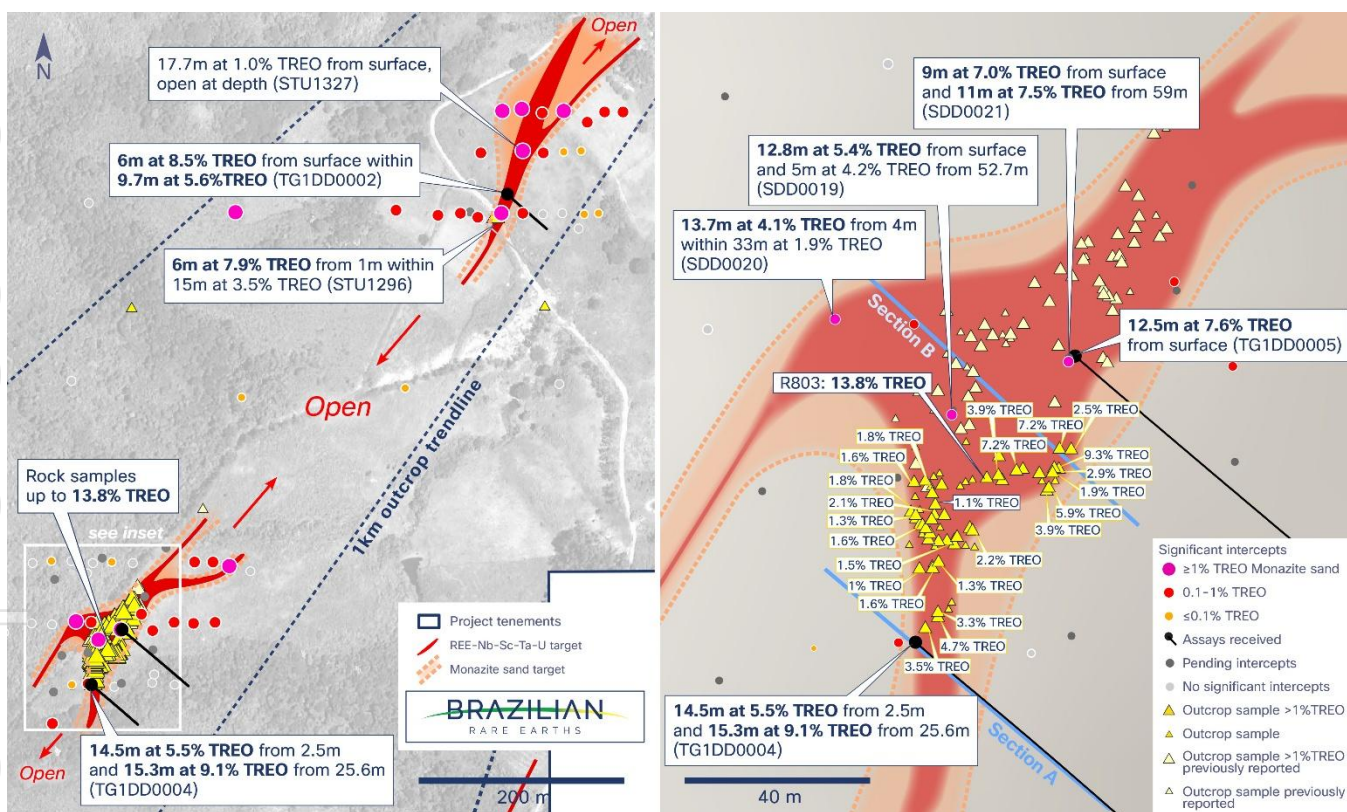 N
17.7m at 1.0% TREO from surface,
open at depth (STU1327)
Open
6m at 8.5% TREO from surface within
9.7m at 5.6%TREO (TG1DD0002)
6m at 7.9% TREO from 1m within
15m at 3.5% TREO (STU1296)
Open
1km outcrop trendline
Rock samples
up to 13.8% TREO
see inset
Open
14.5m at 5.5% TREO from 2.5m
and 15.3m at 9.1% TREO from 25.6m
(TG1DD0004)
Project tenements
REE-Nb-Sc-Ta-U target
Monazite sand target
BRAZILIAN
RARE EARTHS
200 m
9m at 7.0% TREO from surface
and 11m at 7.5% TREO from 59m
(SDD0021)
12.8m at 5.4% TREO from surface
and 5m at 4.2% TREO from 52.7m
(SDD0019)
13.7m at 4.1% TREO from 4m
within 33m at 1.9% TREO
(SDD0020)
Section B
12.5m at 7.6% TREO
from surface (TG1DD0005)
R803: 13.8% TREO
3.9% TREO
2.5% TREO
7.2% TREO
1.8% TREO
7.2% TREO
1.6% TREO
9.3% TREO
1.8% TREO
2.9% TREO
2.1% TREO
1.1% TREO
1.9% TREO
1.3% TREO
5.9% TREO
3.9% TREO
1.6% TREO
2.2% TREO
1.5% TREO
1% TREO
1.3% TREO
1.6% TREO
3.3% TREO
4.7% TREO
3.5% TREO
14.5m at 5.5% TREO from 2.5m
and 15.3m at 9.1% TREO from 25.6m
(TG1DD0004)
Section A
40 m
Significant intercepts
≥1% TREO Monazite sand
0.1-1% TREO
≤0.1% TREO
Assays received
Pending intercepts
No significant intercepts
Outcrop sample >1%TREO
Outcrop sample
Outcrop sample >1%TREO
previously reported
Outcrop sample previously
reported